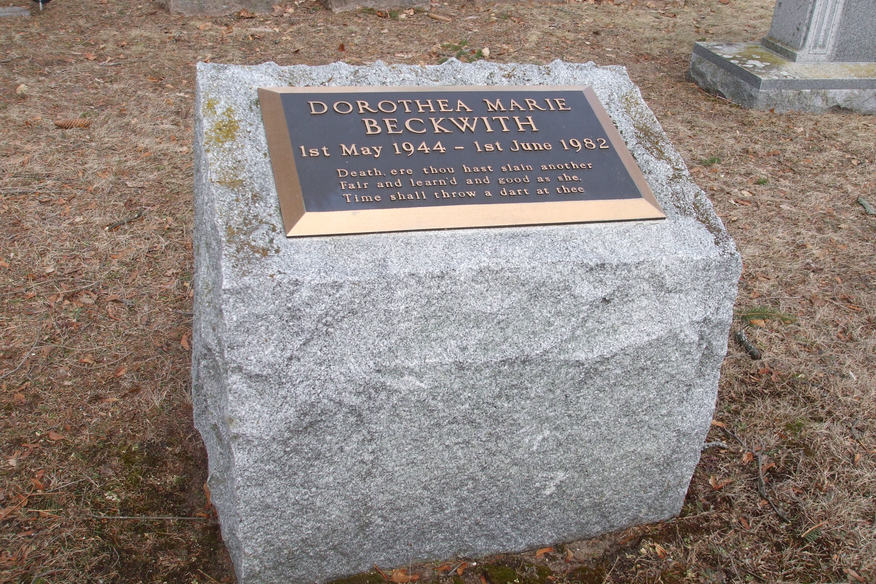 DOROTHEA MARIE
BECKWITH
1st May 1944 - 1st June 1982
Death, ere thou hast slain another
Fair and learn'd and good as she,
Time shall throw a dart at thee.